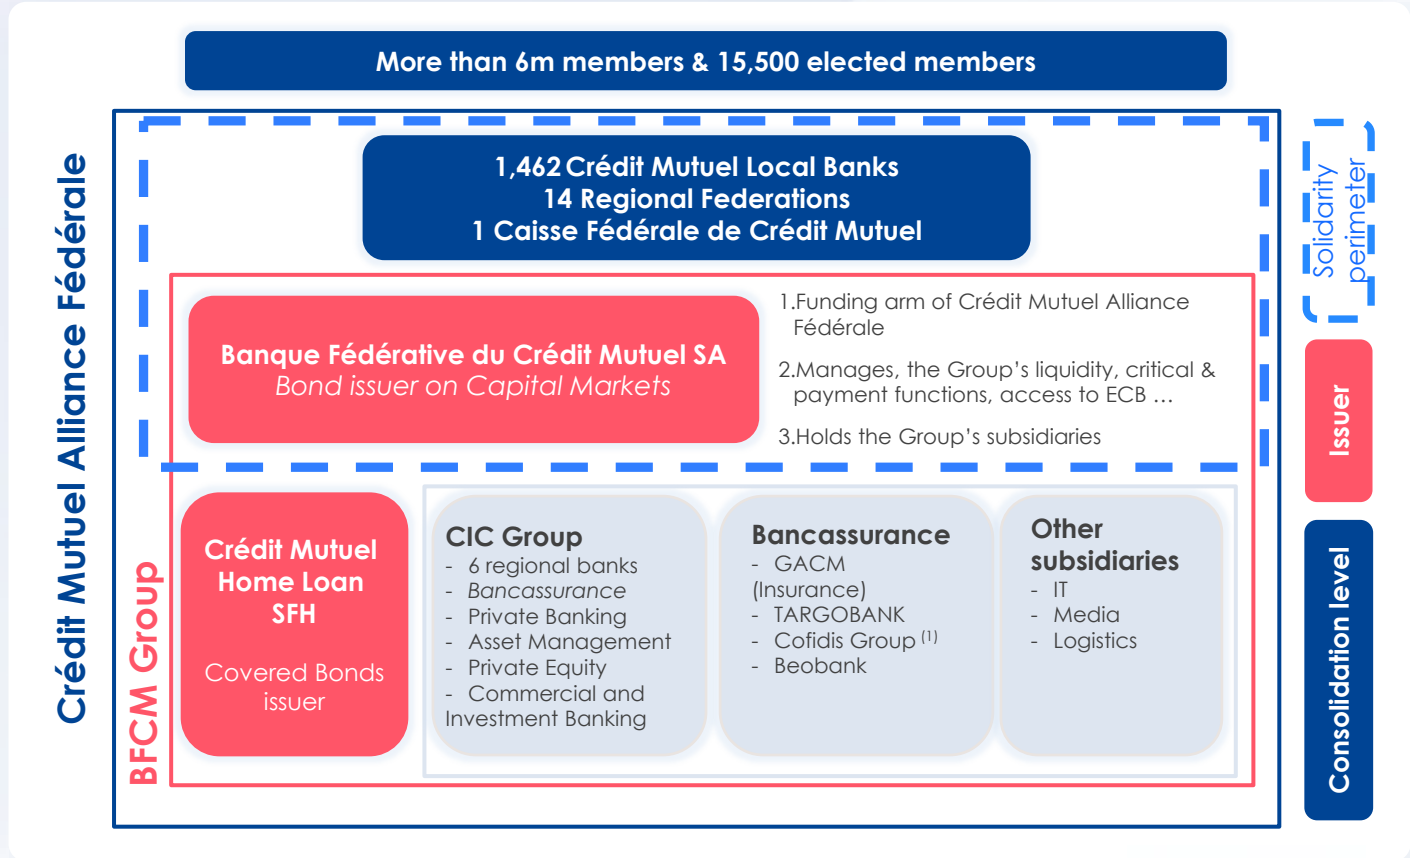 More than 6m members & 15,500 elected members
Crédit Mutuel Alliance Fédérale
1,462 Crédit Mutuel Local Banks
14 Regional Federations
1 Caisse Fédérale de Crédit Mutuel
Solidarity
perimeter
Banque Fédérative du Crédit Mutuel SA
Bond issuer on Capital Markets
1.Funding arm of Crédit Mutuel Alliance
Fédérale
2.Manages, the Group’s liquidity, critical &
payment functions, access to ECB …
3.Holds the Group’s subsidiaries
Issuer
BFCM Group
Crédit Mutuel
Home Loan
SFH
Covered Bonds
issuer
CIC Group
- 6 regional banks
- Bancassurance
- Private Banking
- Asset Management
- Private Equity
- Commercial and
Investment Banking
Bancassurance
- GACM
(Insurance)
- TARGOBANK
- Cofidis Group (1)
- Beobank
Other
subsidiaries
- IT
- Media
- Logistics
Consolidation level